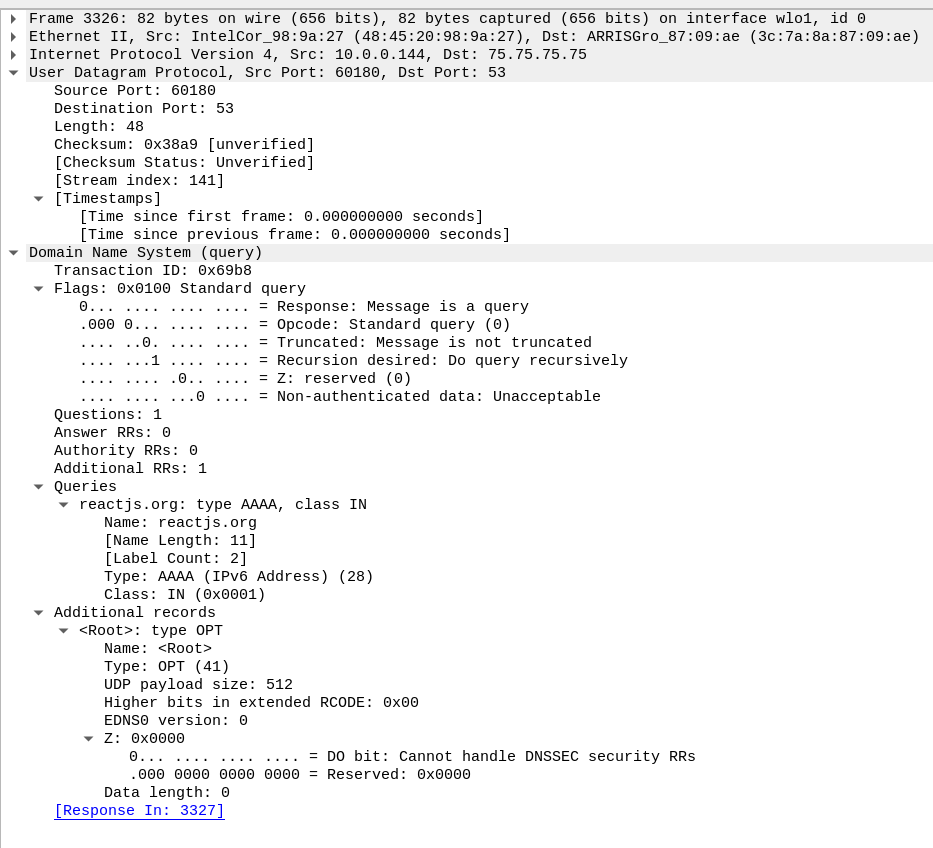 Frame 3326: 82 bytes on wire (656 bits), 82 bytes captured (656 bits) on interface wlo1, id 0
Ethernet II, Src: IntelCor_98:9a:27 (48:45:20:98:9a:27), Dst: ARRISGro_87:09:ae (3c:7a:8a:87:09:ae)
Internet Protocol Version 4, Src: 10.0.0.144, Dst: 75.75.75.75
User Datagram Protocol, Src Port: 60180, Dst Port: 53
Source Port: 60180
Destination Port: 53
Length: 48
Checksum: 0x38a9 [unverified]
[Checksum Status: Unverified]
[Stream index: 141]
[Timestamps]
[Time since first frame: 0.000000000 seconds]
[Time since previous frame: 0.000000000 seconds]
Domain Name System (query)
Transaction ID: 0x69b8
Flags: 0x0100 Standard query
0... .... .... .... = Response: Message is a query
.000 0... .... .... = Opcode: Standard query (0)
.... ..0. .... .... = Truncated: Message is not truncated
.... ...1 .... .... = Recursion desired: Do query recursively
.... .... .0.. .... = Z: reserved (0)
.... .... ...0 .... = Non-authenticated data: Unacceptable
Questions: 1
Answer RRs: 0
Authority RRs: 0
Additional RRs: 1
Queries
reactjs.org: type AAAA, class IN
Name: reactjs.org
[Name Length: 11]
[Label Count: 2]
Type: AAAA (IPv6 Address) (28)
Class: IN (0x0001)
Additional records
<Root>: type OPT
Name: <Root>
Type: OPT (41)
UDP payload size: 512
Higher bits in extended RCODE: 0x00
EDNS0 version: 0
Z: 0x0000
0... .... .... .... = DO bit: Cannot handle DNSSEC security RRs
.000 0000 0000 0000 = Reserved: 0x0000
Data length: 0
[Response In: 3327]